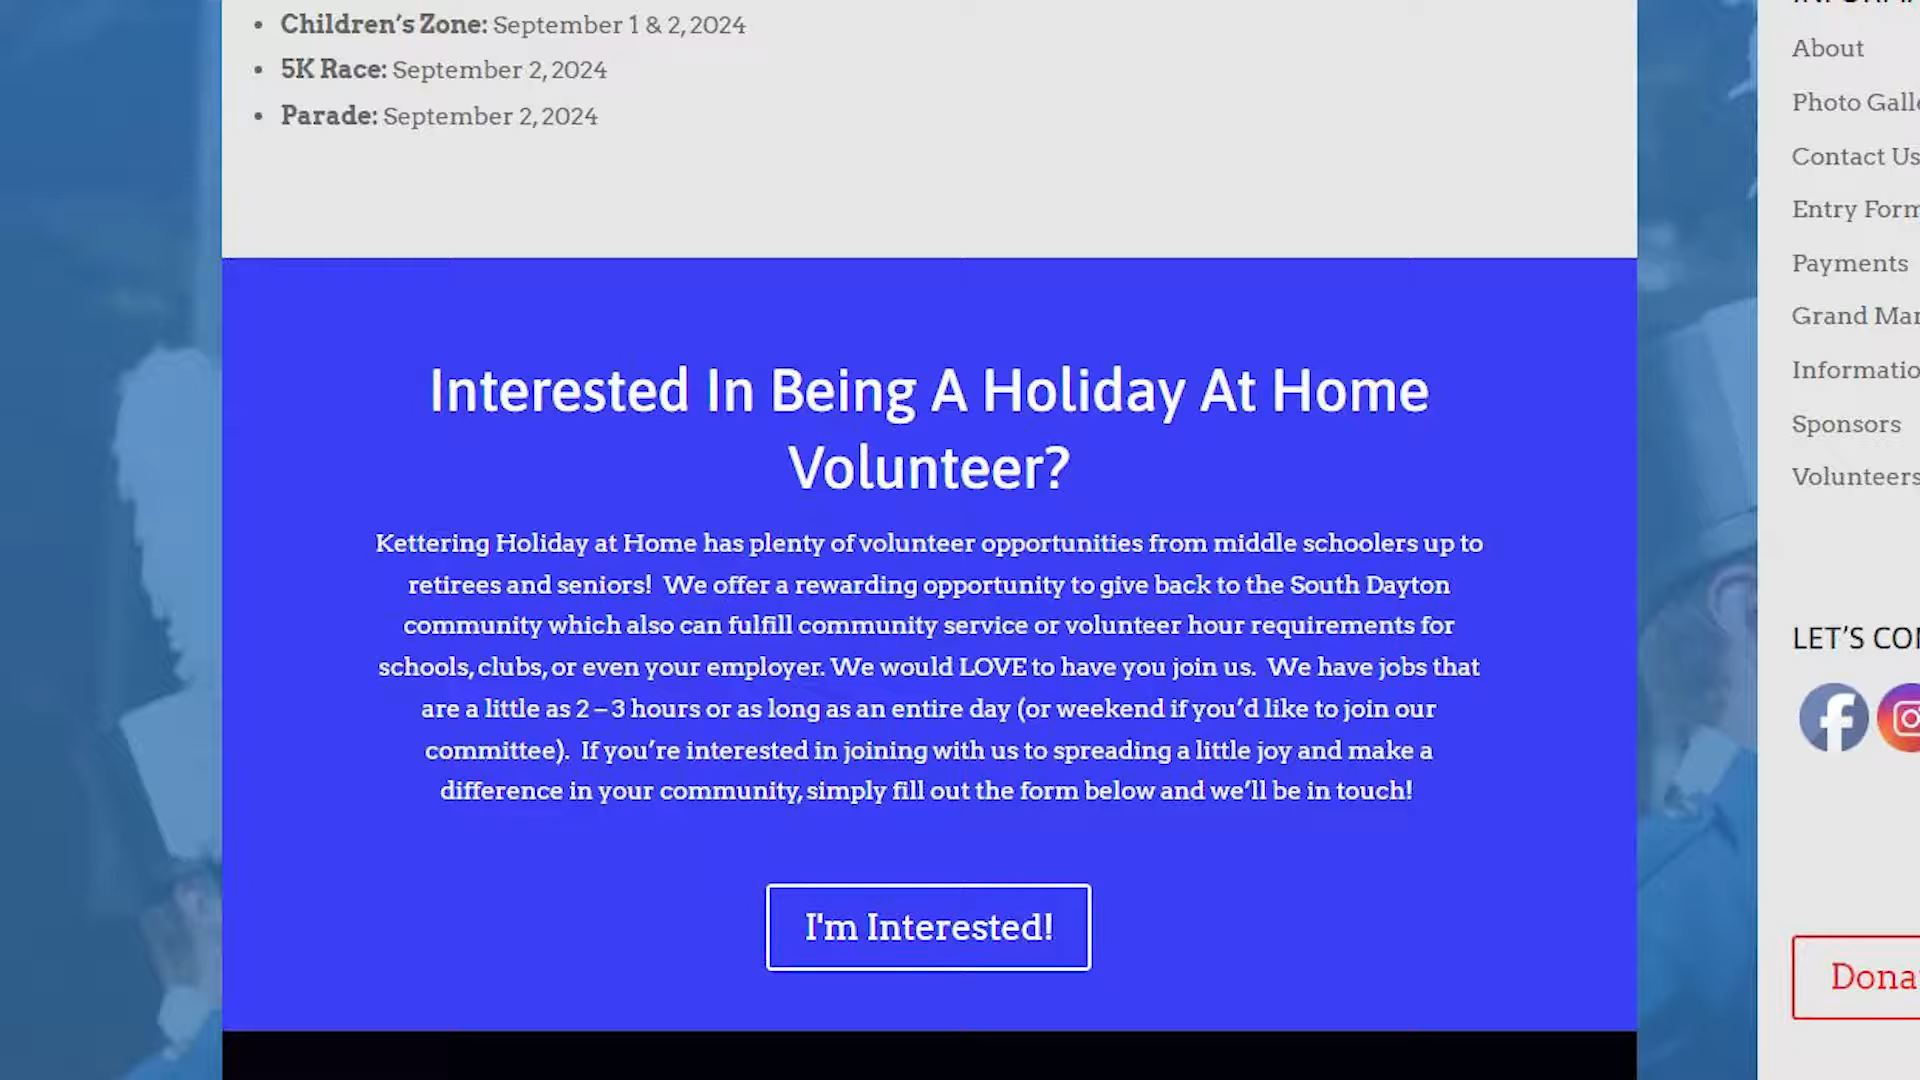 Children's Zone: September 1 & 2, 2024
5K Race: September 2, 2024
Parade: September 2, 2024
Interested In Being A Holiday At Home
Volunteer?
Kettering Holiday at Home has plenty of volunteer opportunities from middle schoolers up to
retirees and seniors!  We offer a rewarding opportunity to give back to the South Dayton
community which also can fulfill community service or volunteer hour requirements for
schools, clubs, or even your employer. We would LOVE to have you join us.  We have jobs that
are a little as 2 – 3 hours or as long as an entire day (or weekend if you'd like to join our
committee).  If you're interested in joining with us to spreading a little joy and make a
difference in your community, simply fill out the form below and we'll be in touch!
I'm Interested!
About
Photo
Contact Us
Entry
Payments
Grand
Sponsors
Volunteers
LET'S